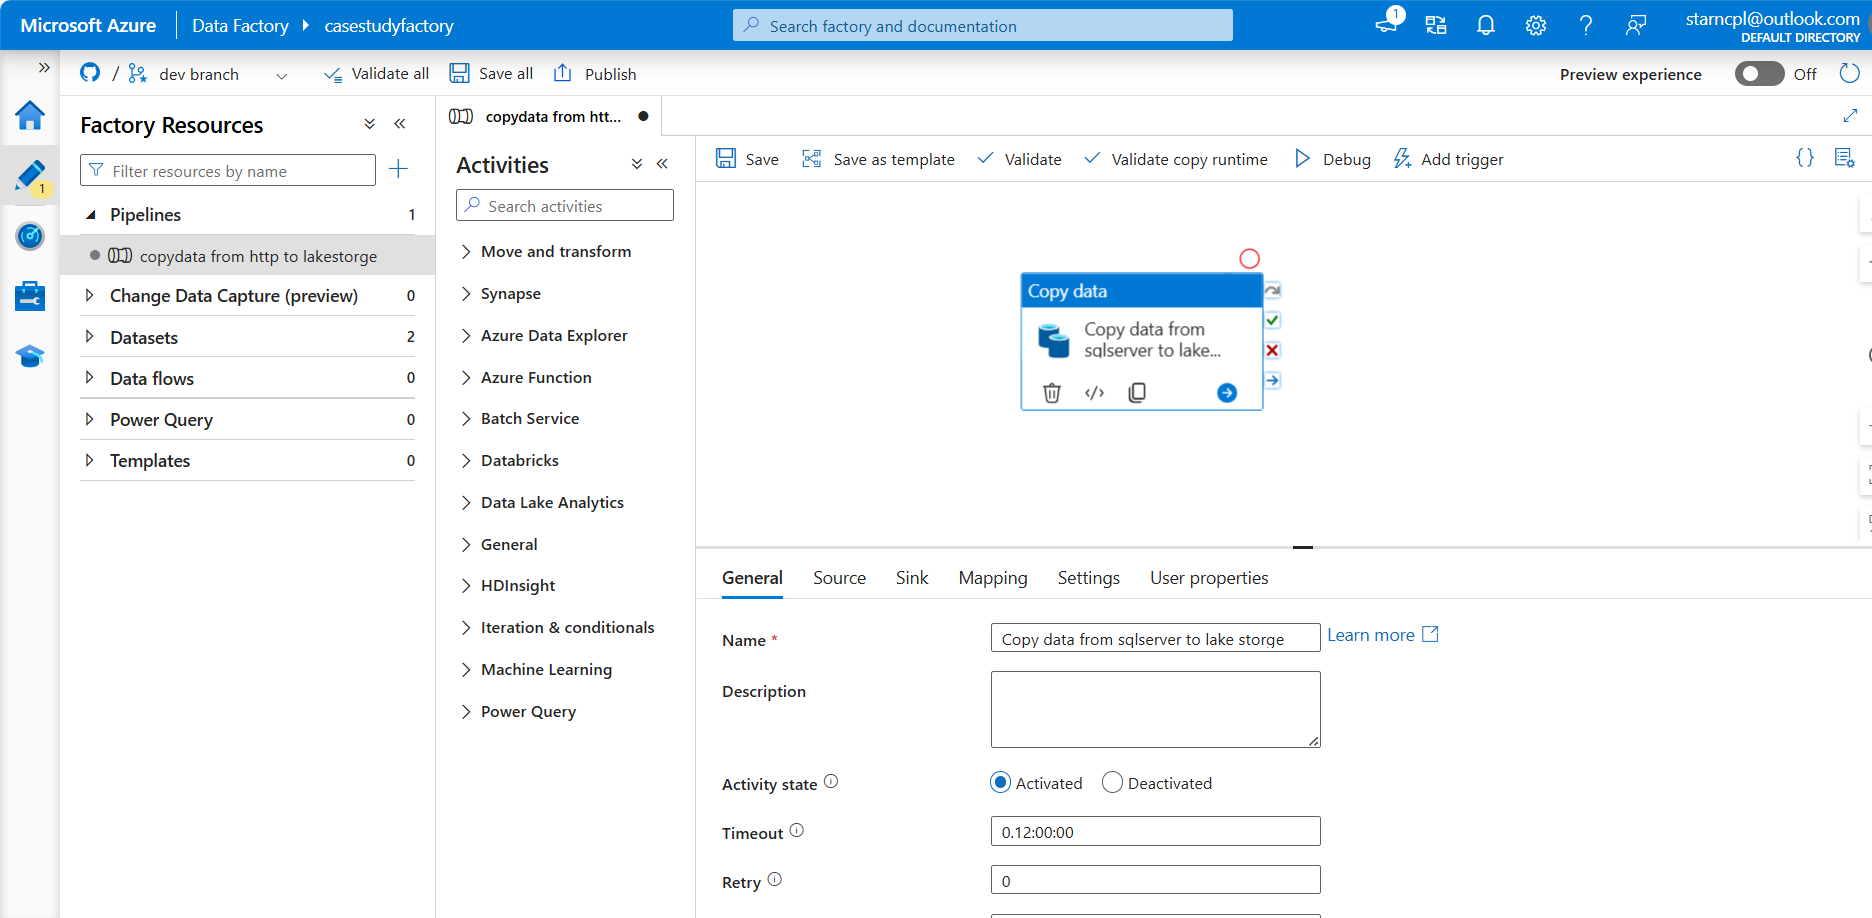 Microsoft Azure
Data Factory
casestudyfactory
Search factory and documentation
1
starncpl@outlook.com
DEFAULT DIRECTORY
/
dev branch
Validate all
Save all
Publish
Preview experience
Off
Factory Resources
Filter resources by name
1
Pipelines 1
copydata from http to lakestorge
Change Data Capture (preview) 0
Datasets 2
Data flows 0
Power Query 0
Templates 0
copydata from htt...
Activities
Search activities
Move and transform
Synapse
Azure Data Explorer
Azure Function
Batch Service
Databricks
Data Lake Analytics
General
HDInsight
Iteration & conditionals
Machine Learning
Power Query
Save
Save as template
Validate
Validate copy runtime
Debug
Add trigger
{}
Copy data
Copy data from
sqlserver to lake...
General
Source
Sink
Mapping
Settings
User properties
Name * Copy data from sqlserver to lake storge Learn more
Description
Activity state Activated Deactivated
Timeout 0.12:00:00
Retry 0